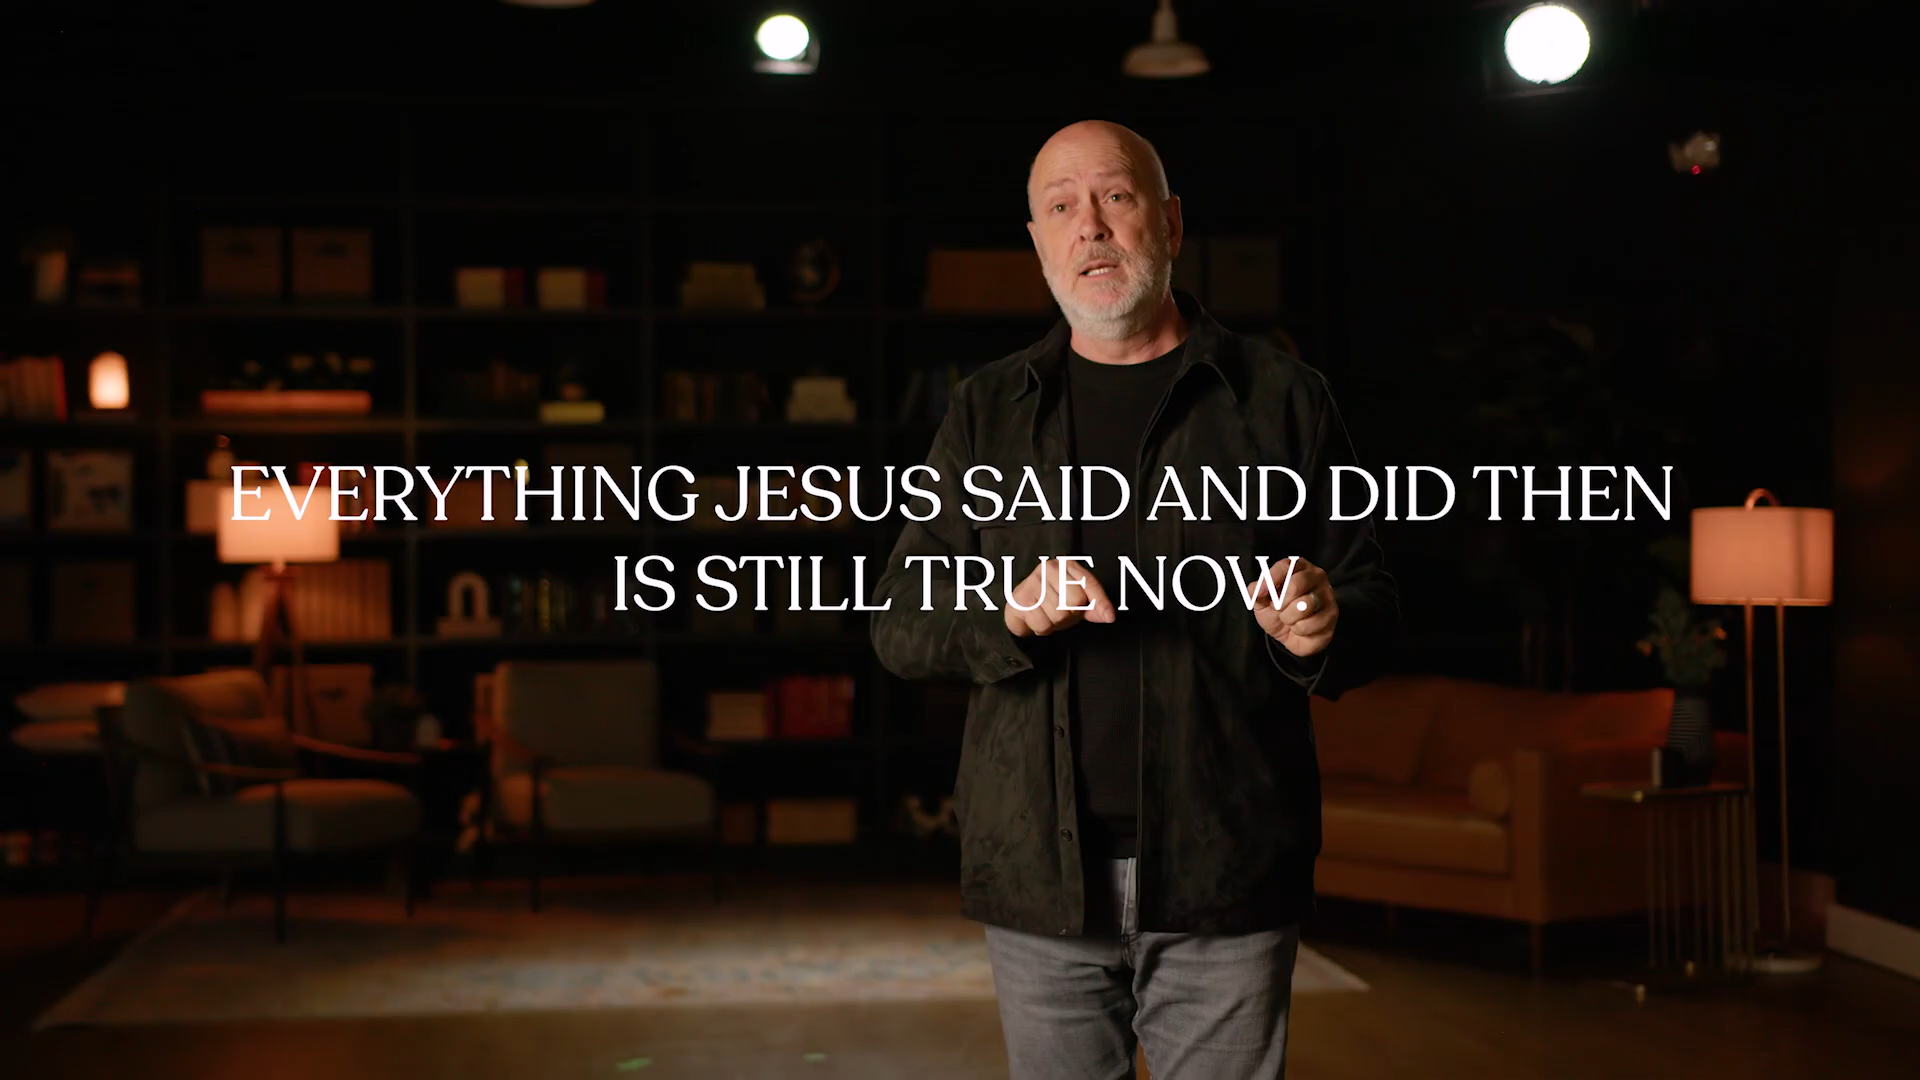 EVERYTHING JESUS SAID AND DID THEN
IS STILL TRUE NOW.